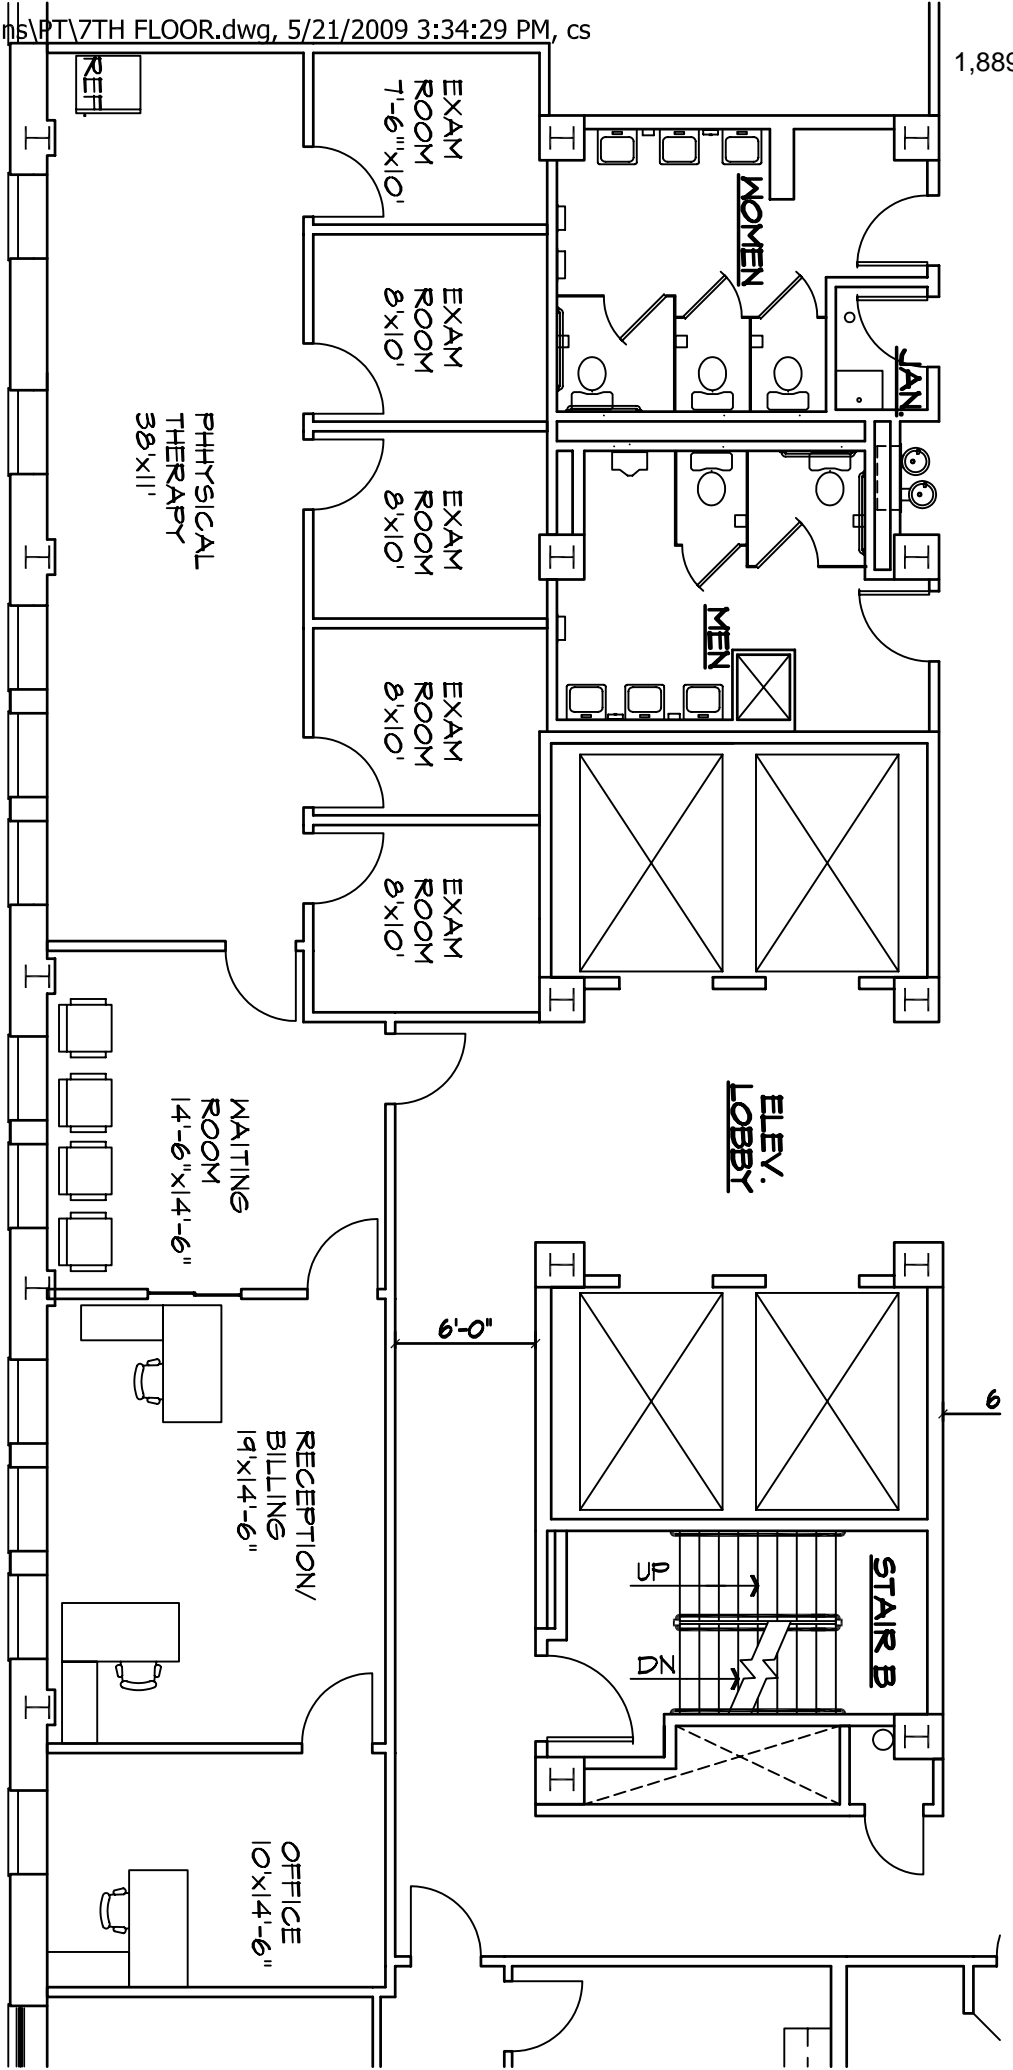 ns\PT\7TH FLOOR.dwg, 5/21/2009 3:34:29 PM, cs
1,889
REF.
EXAM
ROOM
7'-6"x10'
WOMEN
EXAM
ROOM
8'x10'
JAN.
PHYSICAL
THERAPY
38'x11'
EXAM
ROOM
8'x10'
MEN
EXAM
ROOM
8'x10'
EXAM
ROOM
8'x10'
ELEV.
LOBBY
WAITING
ROOM
14'-6"x14'-6"
6'-0"
6
RECEPTION/
BILLING
19'x14'-6"
UP
DN
STAIR B
OFFICE
10'x14'-6"